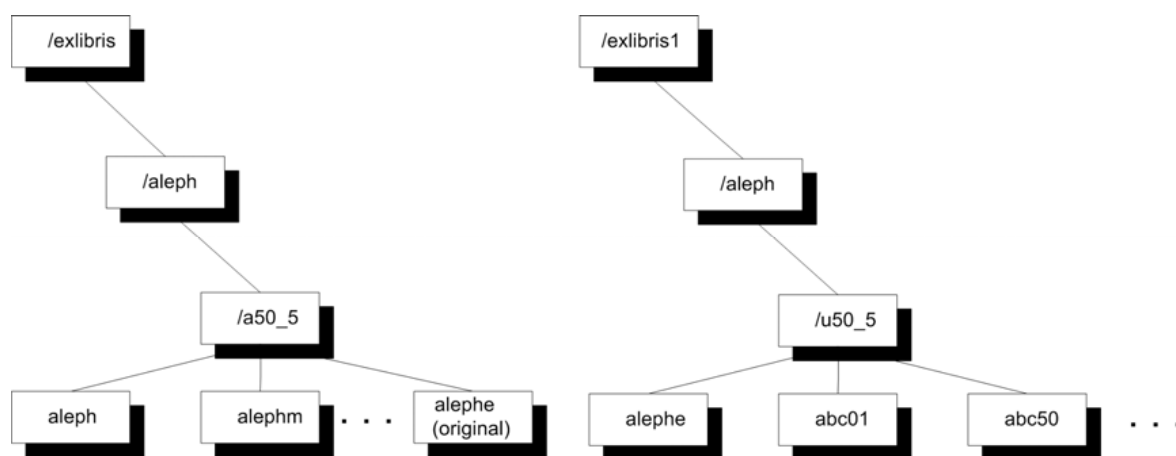 /exlibris
/exlibris1
/aleph
/aleph
/a50_5
/u50_5
aleph
alephm
. . .
alephe
(original)
alephe
abc01
abc50
. . .